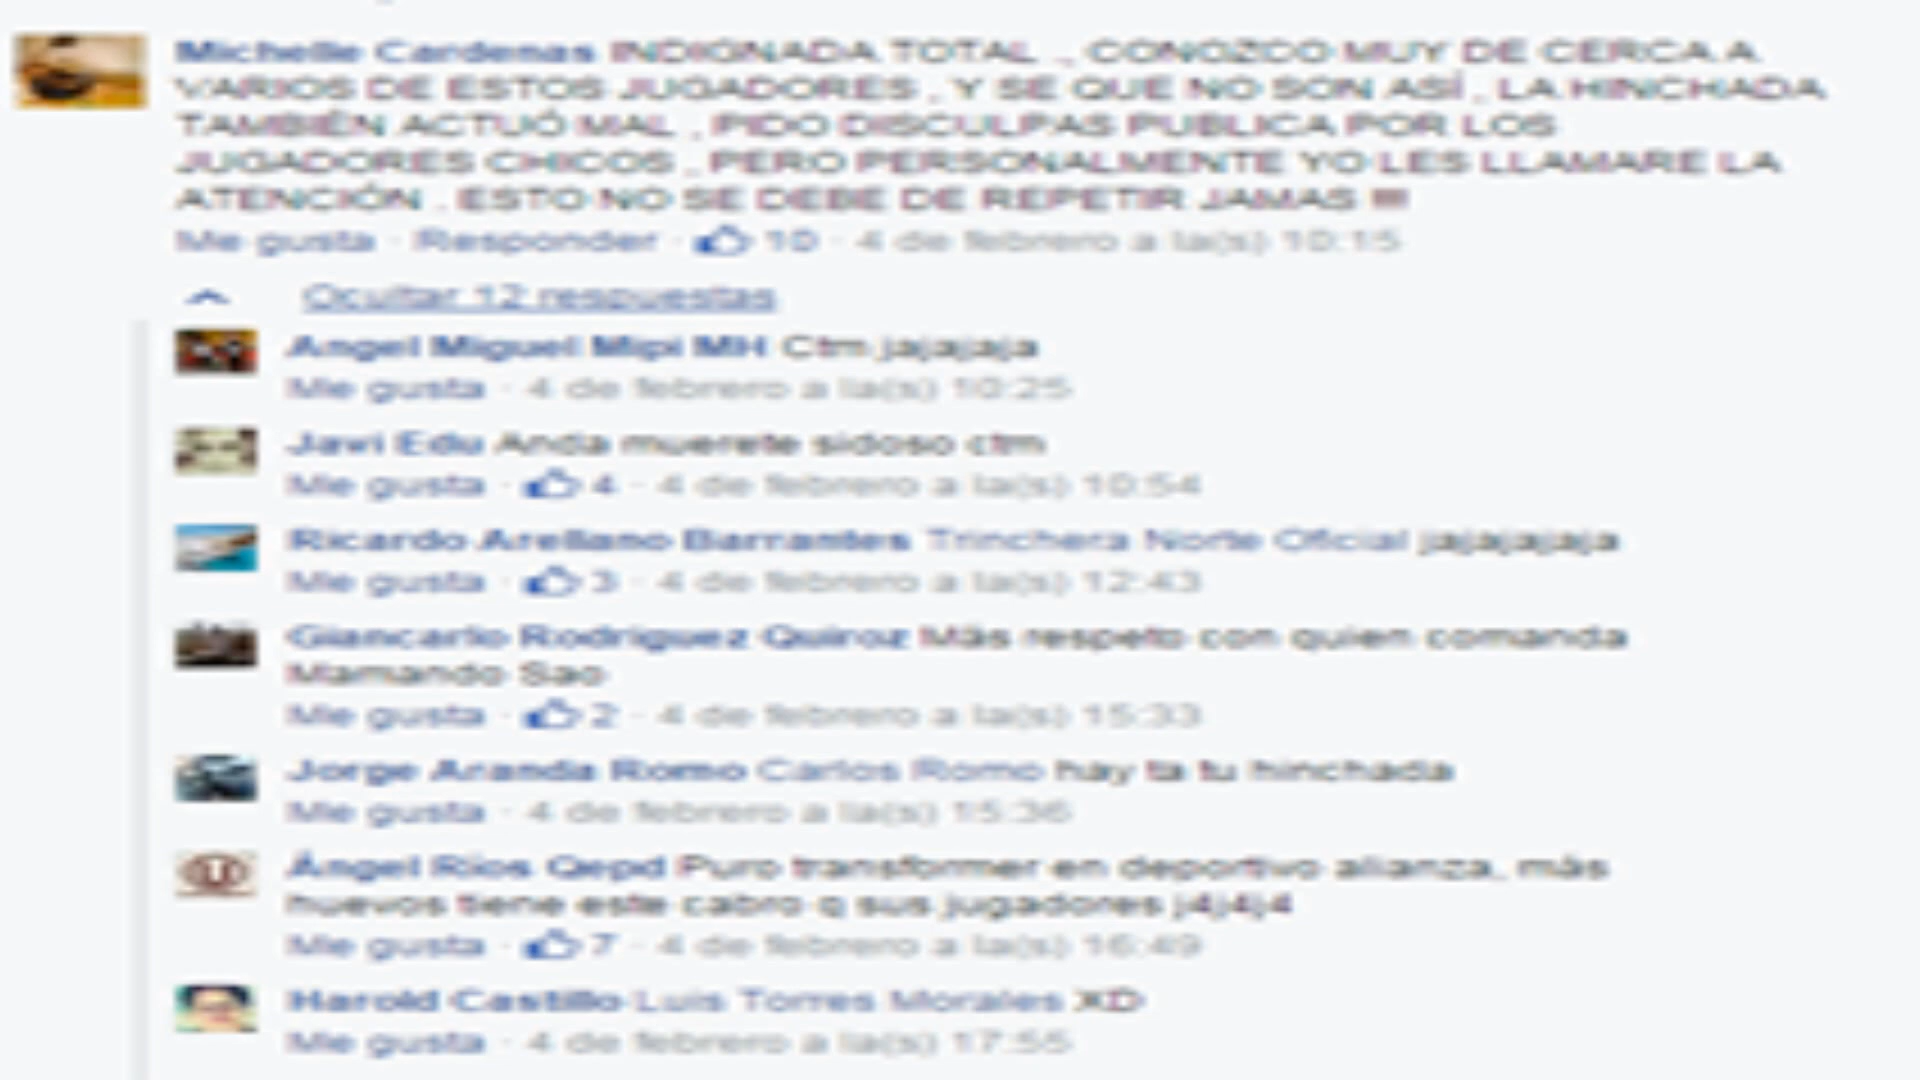 Michelle Cardenas INDIGNADA TOTAL , CONOZCO MUY DE CERCA A
VARIOS DE ESTOS JUGADORES , Y SE QUE NO SON ASÍ , LA HINCHADA
TAMBIÉN ACTUÓ MAL , PIDO DISCULPAS PUBLICA POR LOS
JUGADORES CHICOS , PERO PERSONALMENTE YO LES LLAMARE LA
ATENCIÓN . ESTO NO SE DEBE DE REPETIR JAMAS !!!!
Me gusta · Responder · 10 · 4 de febrero a la(s) 10:15
Ocultar 12 respuestas
Angel Miguel Mipi MH Ctm jajajaja
Me gusta · 4 de febrero a la(s) 10:25
Javi Edu Anda muerete sidoso ctm
Me gusta · 4 · 4 de febrero a la(s) 10:54
Ricardo Arellano Barrantes Trinchera Norte Oficial jajajajaja
Me gusta · 3 · 4 de febrero a la(s) 12:43
Giancarlo Rodriguez Quiroz Más respeto con quien comanda
Mamando Sao
Me gusta · 2 · 4 de febrero a la(s) 15:33
Jorge Aranda Romo Carlos Romo hay ta tu hinchada
Me gusta · 4 de febrero a la(s) 15:36
Ángel Ríos Qepd Puro transformer en deportivo alianza, más
huevos tiene este cabro q sus jugadores j4j4j4
Me gusta · 7 · 4 de febrero a la(s) 16:49
Harold Castillo Luis Torres Morales XD
Me gusta · 4 de febrero a la(s) 17:55